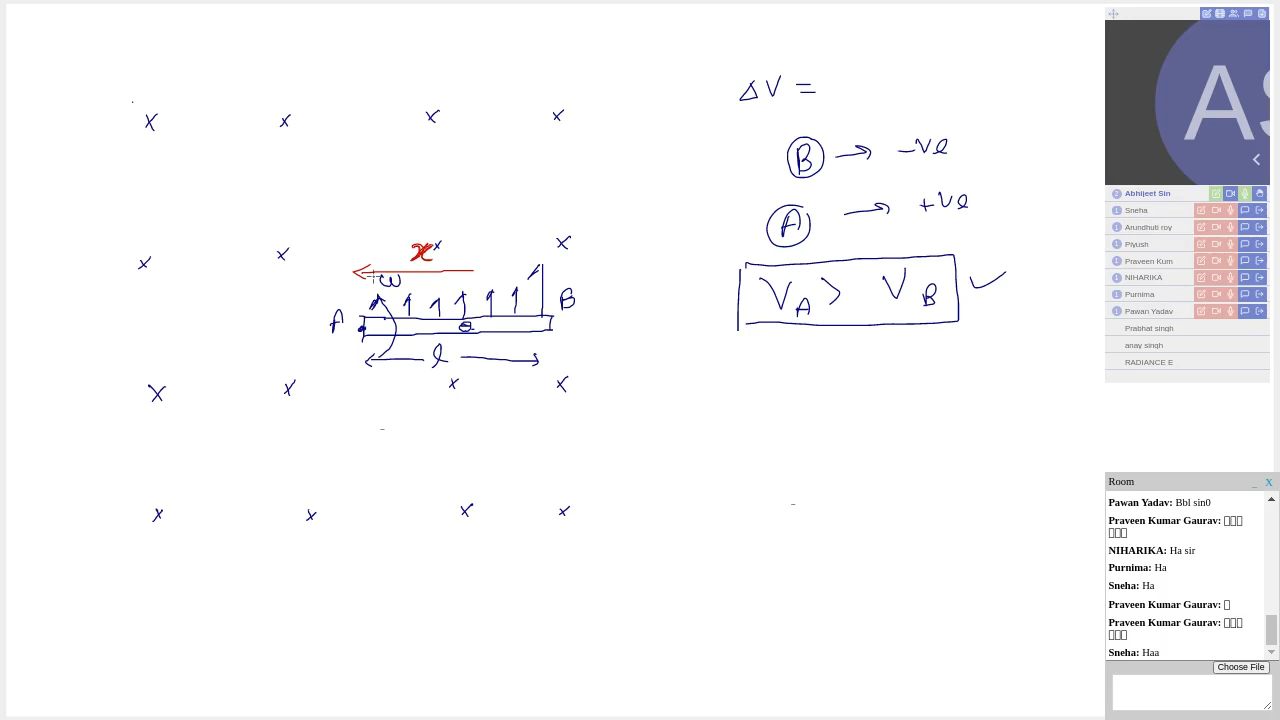 ΔV =
x x x x
B → -ve
A → +ve
x x x x x
ω
V_A > V_B ✓
A B
l
x x x x
x x x x
AS
Abhijeet Sin
Sneha
Arundhuti roy
Piyush
Praveen Kum
NIHARIKA
Purnima
Pawan Yadav
Prabhat singh
anay singh
RADIANCE E
Room _ X
Pawan Yadav: Bbl sin0
Praveen Kumar Gaurav:
NIHARIKA: Ha sir
Purnima: Ha
Sneha: Ha
Praveen Kumar Gaurav:
Praveen Kumar Gaurav:
Sneha: Haa
Choose File